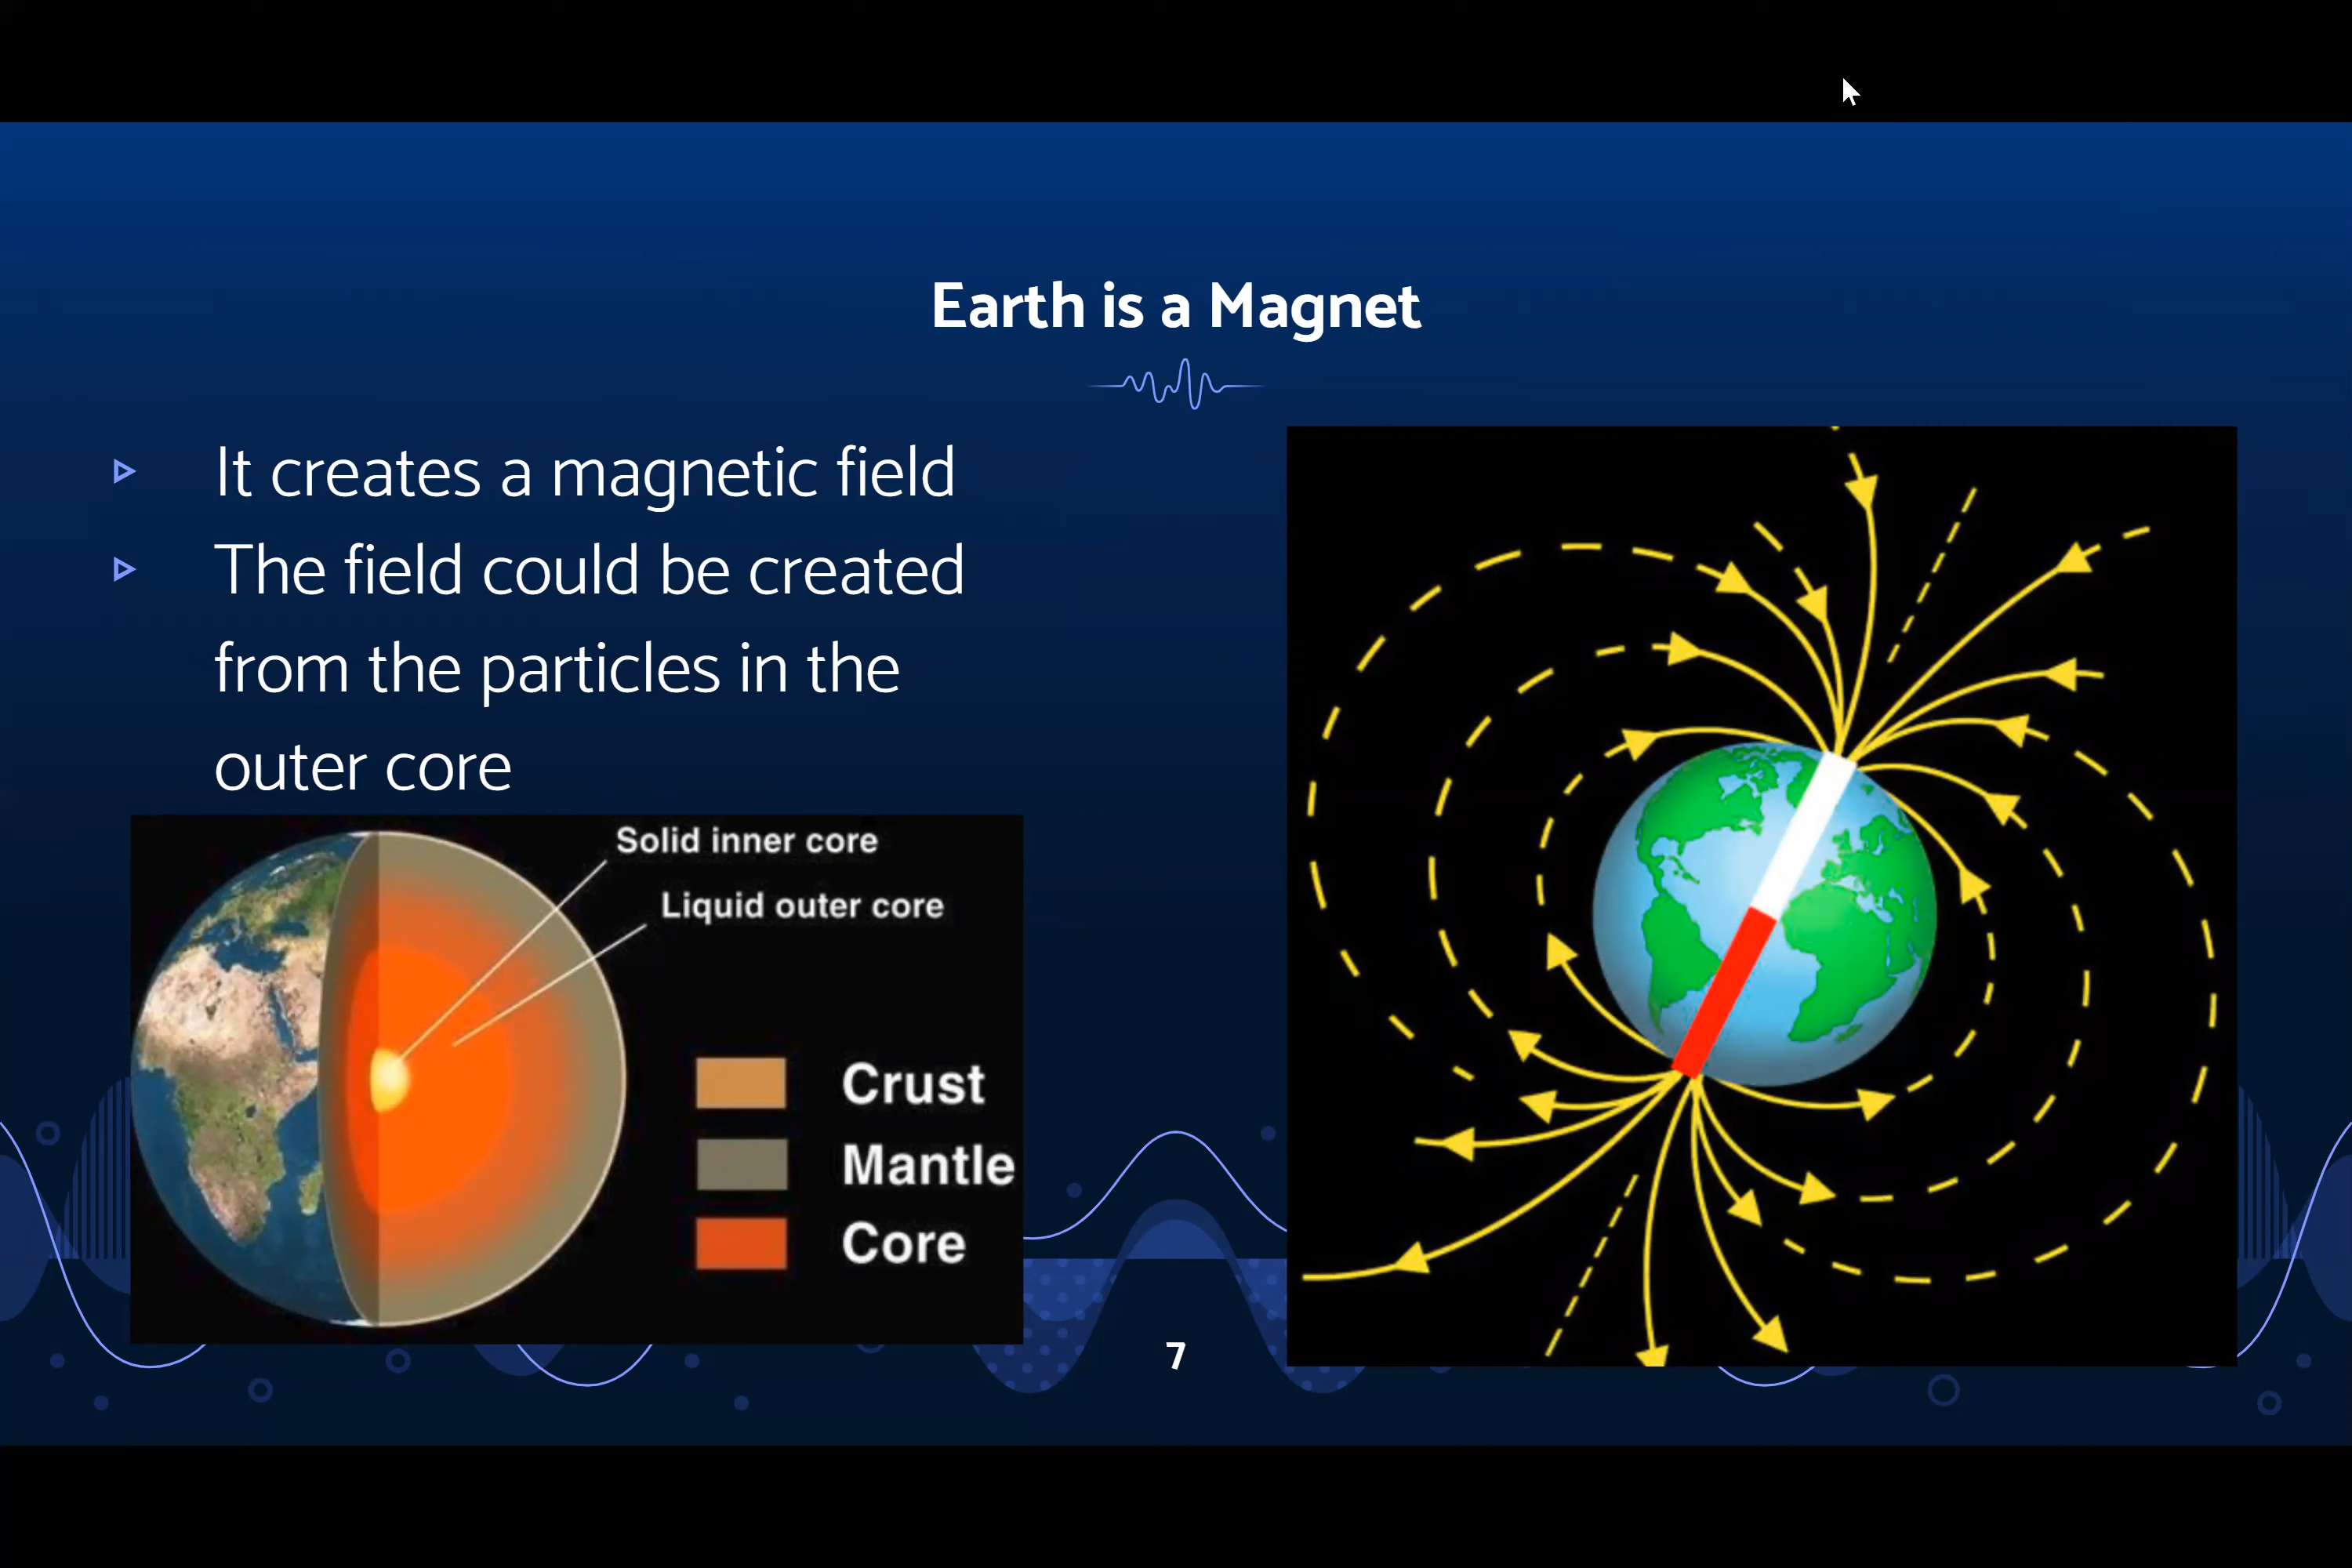 Earth is a Magnet
It creates a magnetic field
The field could be created
from the particles in the
outer core
Solid inner core
Liquid outer core
Crust
Mantle
Core
7